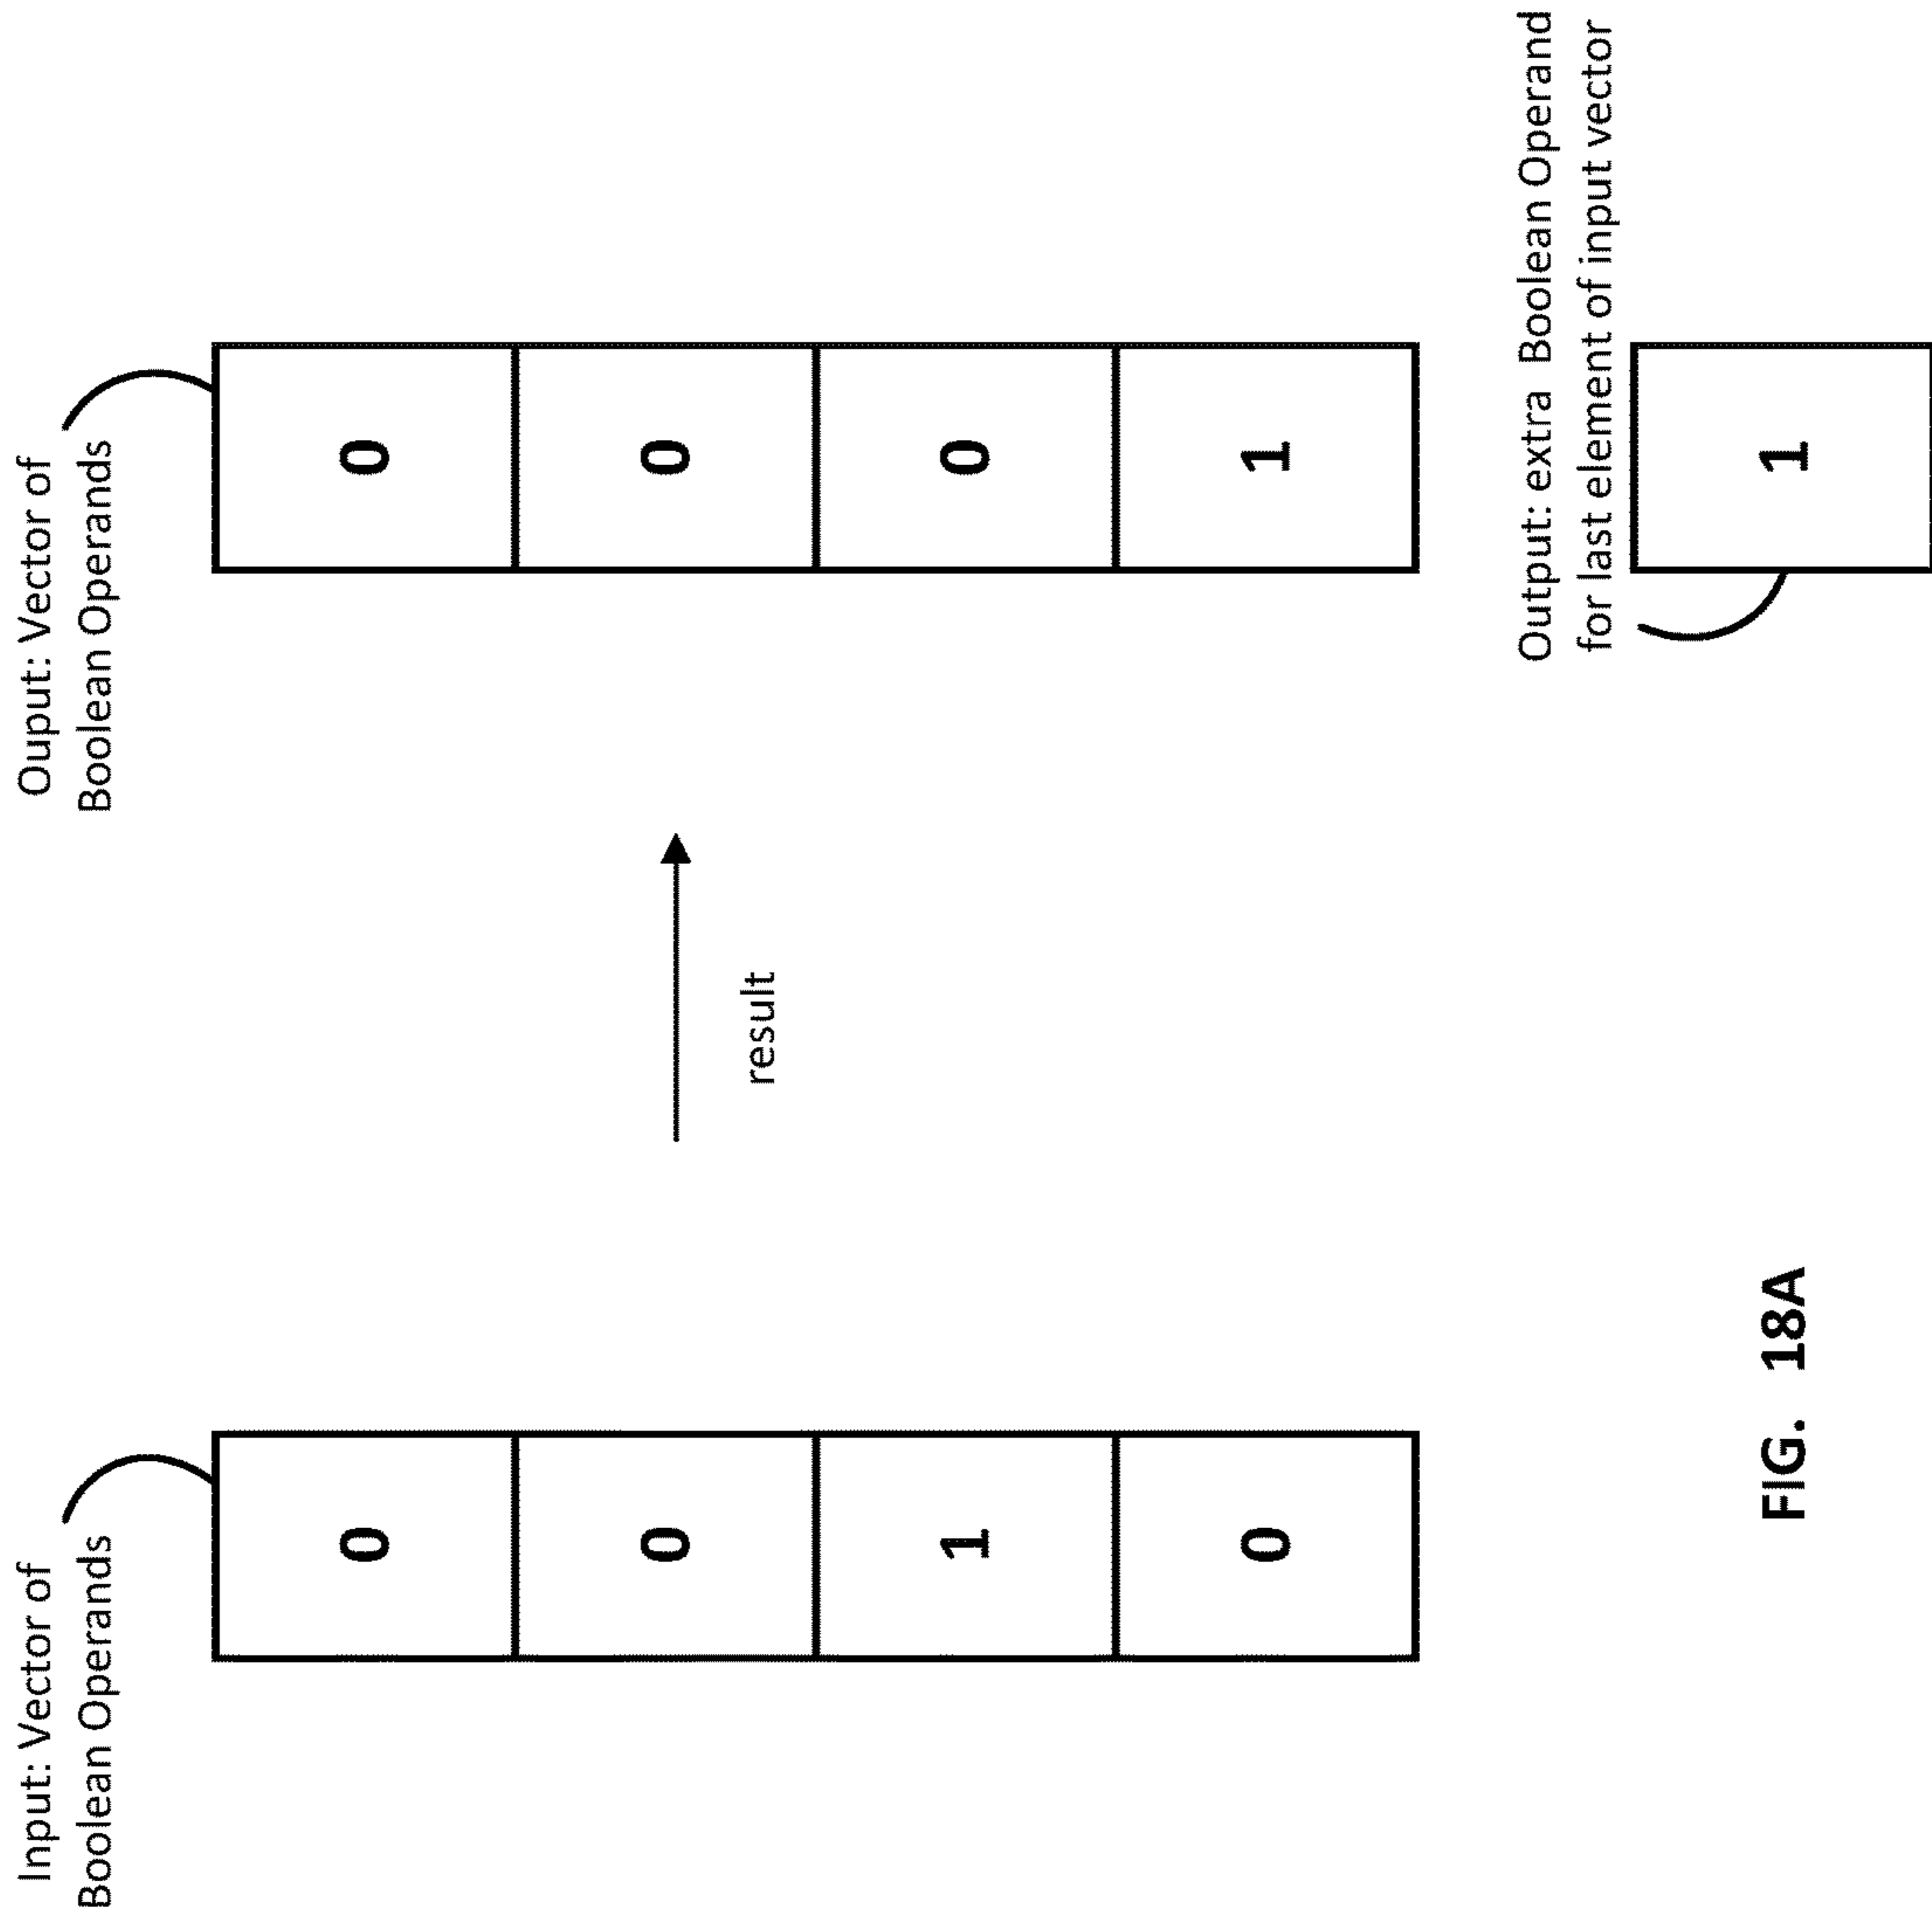 Input: Vector of
Boolean Operands
0
0
1
0
result
Ouput: Vector of
Boolean Operands
0
0
0
1
Output: extra Boolean Operand
for last element of input vector
1
FIG. 18A